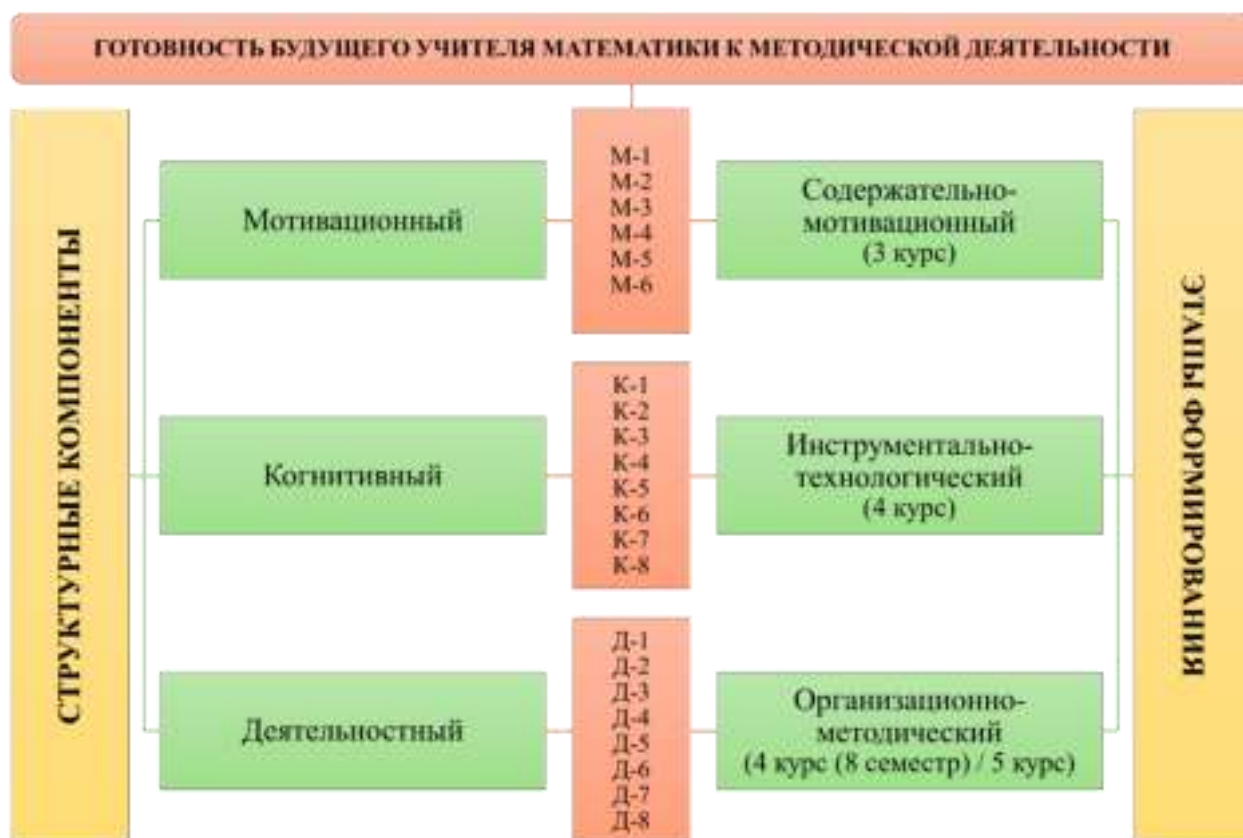 ГОТОВНОСТЬ БУДУЩЕГО УЧИТЕЛЯ МАТЕМАТИКИ К МЕТОДИЧЕСКОЙ ДЕЯТЕЛЬНОСТИ
СТРУКТУРНЫЕ КОМПОНЕНТЫ
Мотивационный
М-1
М-2
М-3
М-4
М-5
М-6
Содержательно-
мотивационный
(3 курс)
Когнитивный
К-1
К-2
К-3
К-4
К-5
К-6
К-7
К-8
Инструментально-
технологический
(4 курс)
Деятельностный
Д-1
Д-2
Д-3
Д-4
Д-5
Д-6
Д-7
Д-8
Организационно-
методический
(4 курс (8 семестр) / 5 курс)
ЭТАПЫ ФОРМИРОВАНИЯ